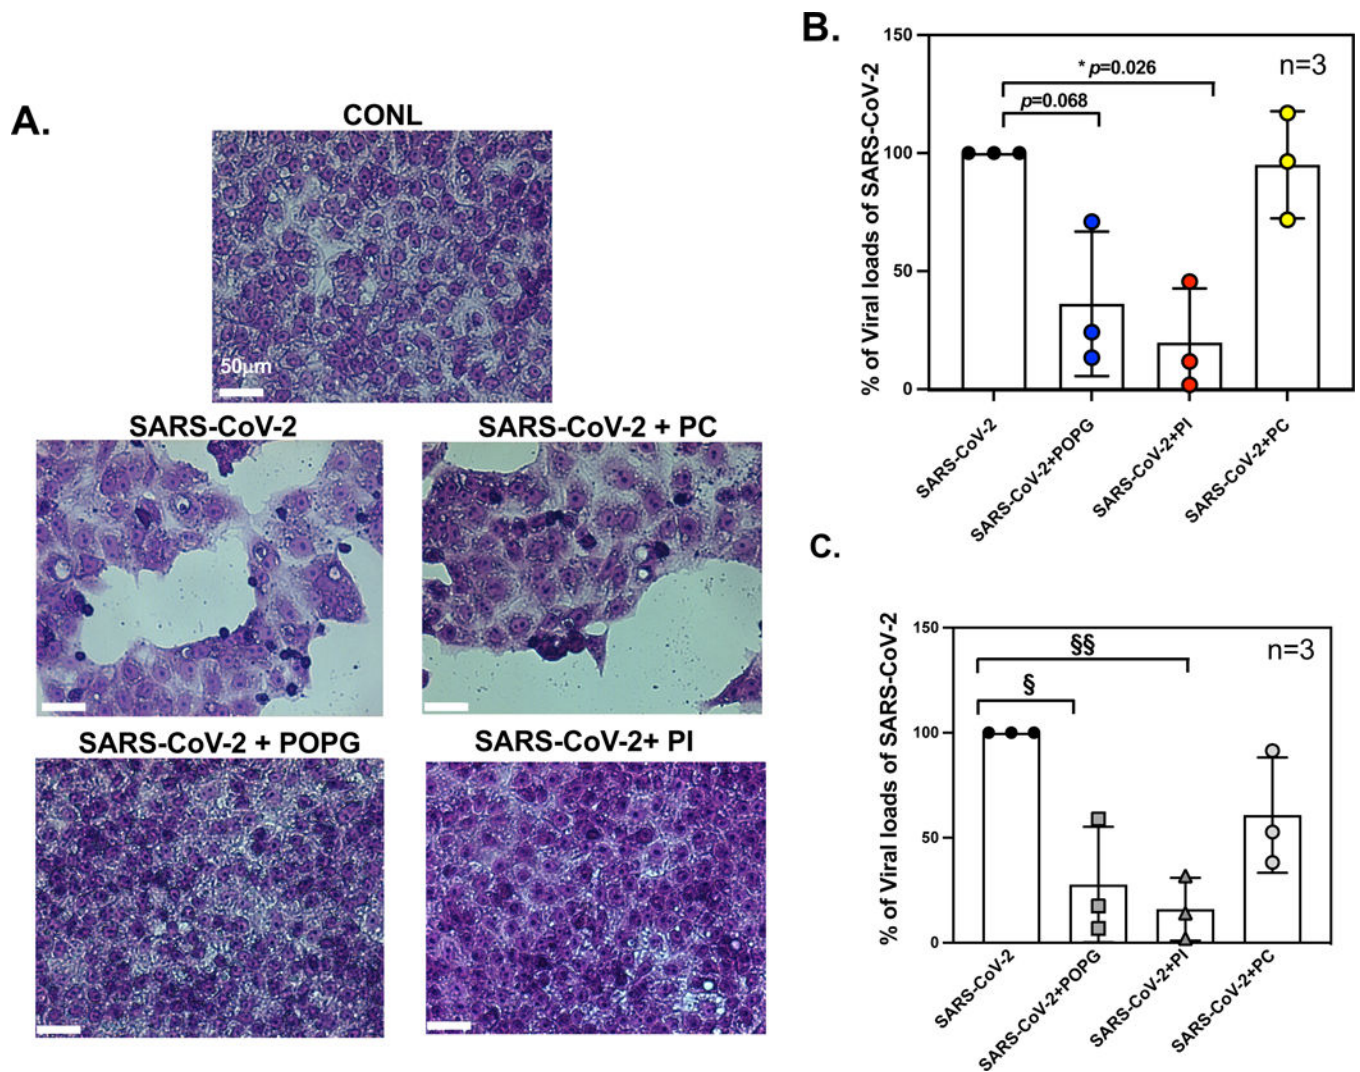 A.
CONL
50µm
SARS-CoV-2
SARS-CoV-2 + PC
SARS-CoV-2 + POPG
SARS-CoV-2+ PI
B.
% of Viral loads of SARS-CoV-2
150
100
50
0
n=3
* p=0.026
p=0.068
SARS-CoV-2
SARS-CoV-2+POPG
SARS-CoV-2+PI
SARS-CoV-2+PC
C.
% of Viral loads of SARS-CoV-2
150
100
50
0
n=3
§§
§
SARS-CoV-2
SARS-CoV-2+POPG
SARS-CoV-2+PI
SARS-CoV-2+PC